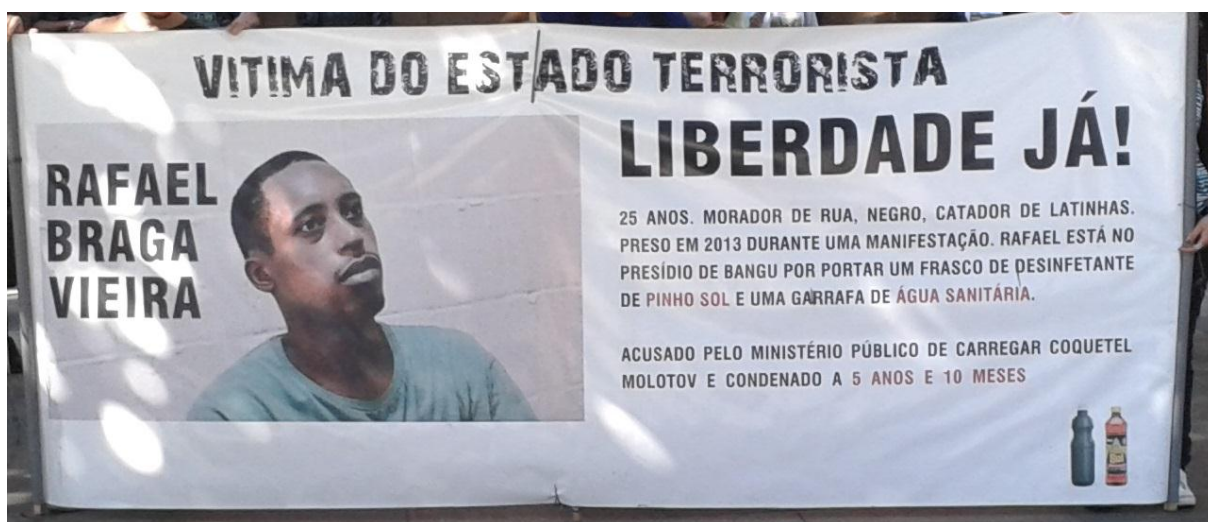 VITIMA DO ESTADO TERRORISTA
RAFAEL
BRAGA
VIEIRA
LIBERDADE JÁ!
25 ANOS. MORADOR DE RUA, NEGRO, CATADOR DE LATINHAS.
PRESO EM 2013 DURANTE UMA MANIFESTAÇÃO. RAFAEL ESTÁ NO
PRESÍDIO DE BANGU POR PORTAR UM FRASCO DE DESINFETANTE
DE PINHO SOL E UMA GARRAFA DE ÁGUA SANITÁRIA.
ACUSADO PELO MINISTÉRIO PÚBLICO DE CARREGAR COQUETEL
MOLOTOV E CONDENADO A 5 ANOS E 10 MESES